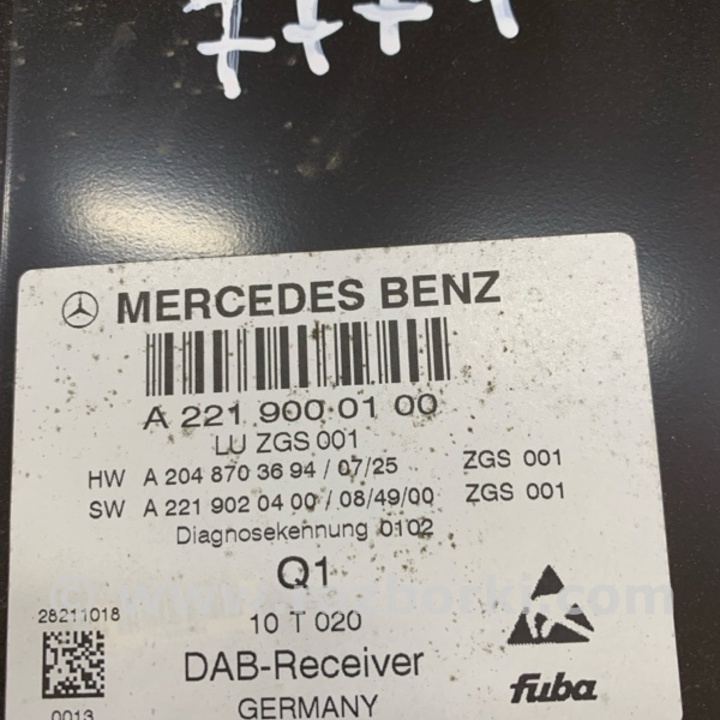 MERCEDES BENZ
A 221 900 01 00
LU ZGS 001
HW A 204 870 36 94 / 07/25 ZGS 001
SW A 221 902 04 00 / 08/49/00 ZGS 001
Diagnosekennung 0102
Q1
28211018
10 T 020
DAB-Receiver
fuba
0013
GERMANY